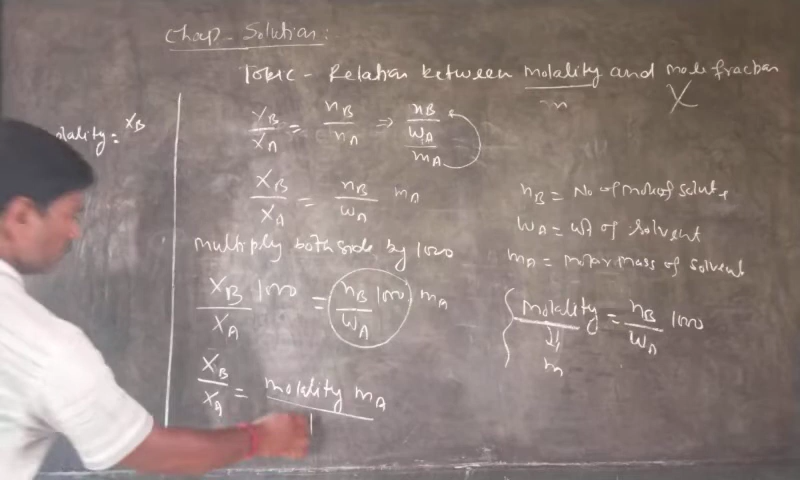 Chap - Solution:
Topic - Relation between molality and mole fraction
m X
molality = XB
XB/XA = nB/nA ⇒ nB/(WA/mA)
XB/XA = nB/WA mA
multiply both side by 1000
XB/XA 1000 = nB/WA 1000 mA
XB/XA = molality mA
nB = No of mole of solute
WA = wt of solvent
mA = molar mass of solvent
molality = nB/WA 1000
⇓
m